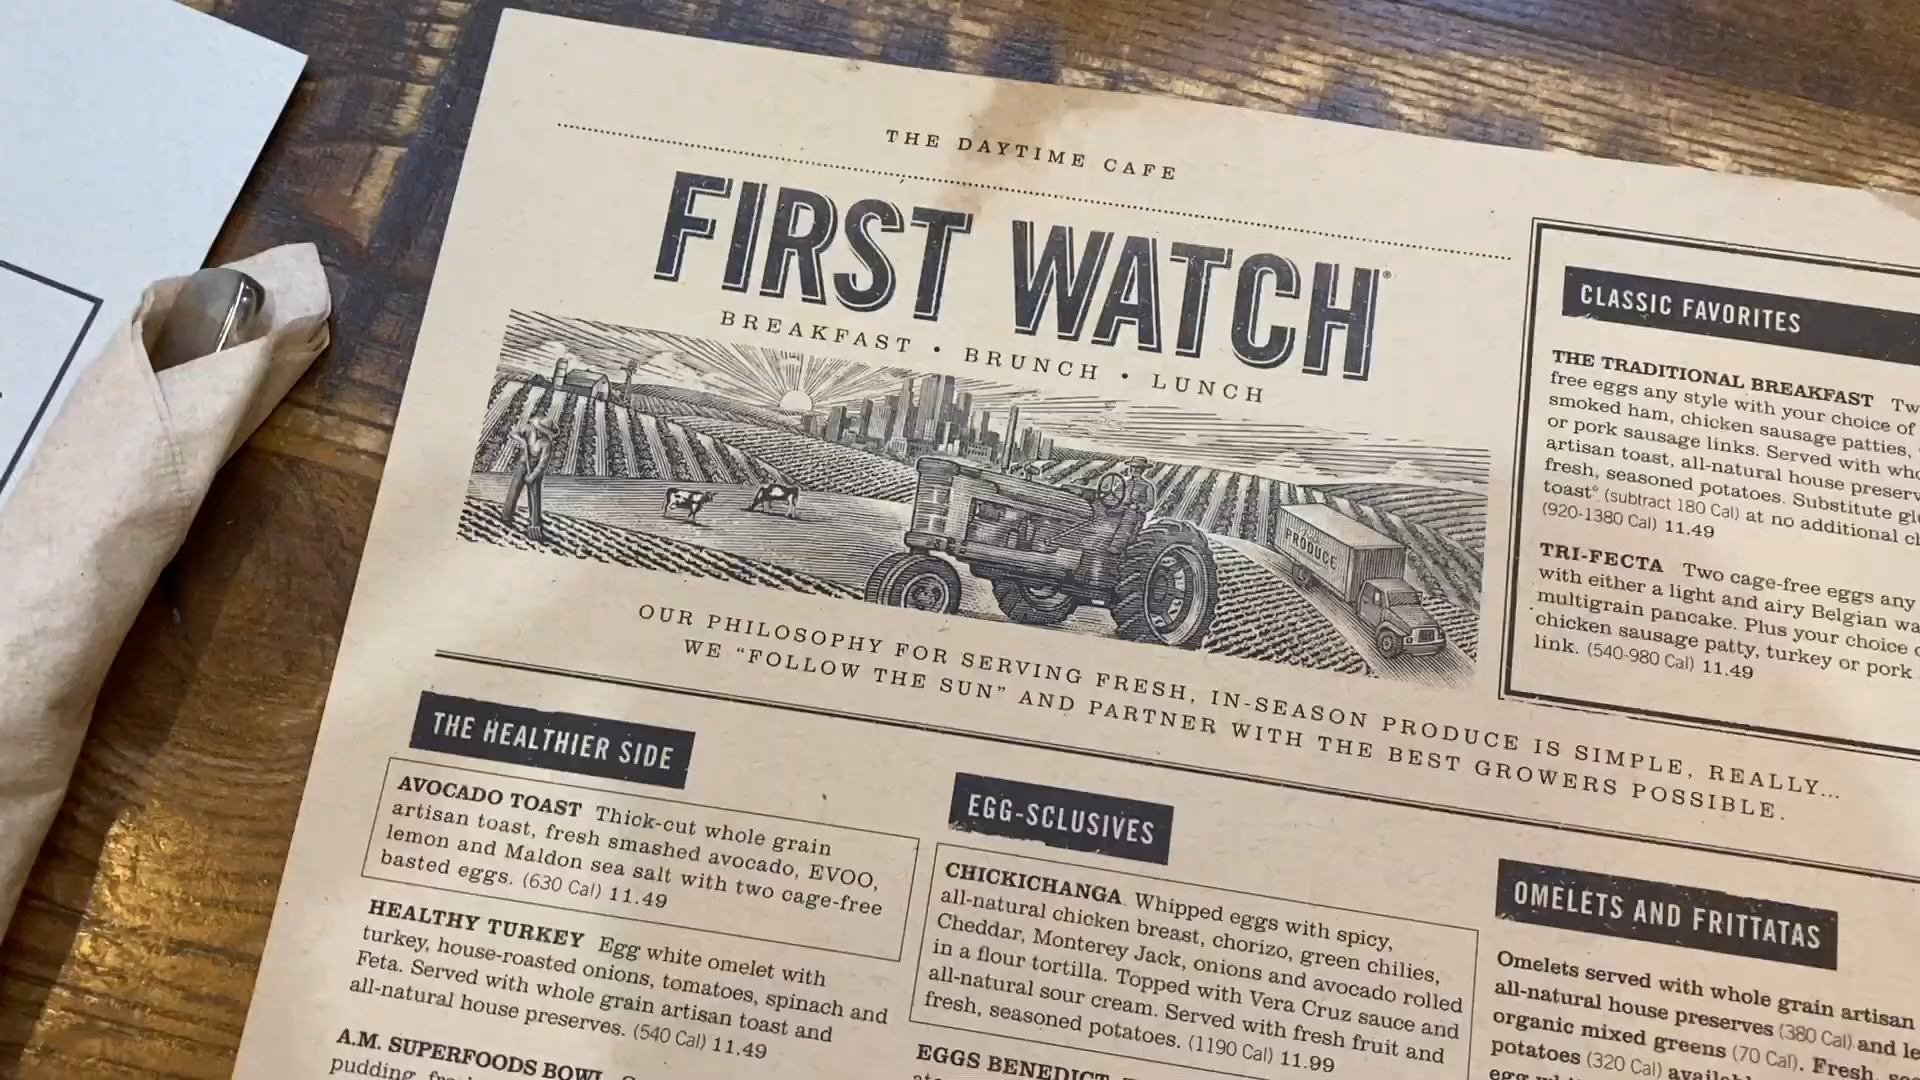 THE DAYTIME CAFE
FIRST WATCH®
BREAKFAST • BRUNCH • LUNCH
PRODUCE
OUR PHILOSOPHY FOR SERVING FRESH, IN-SEASON PRODUCE IS SIMPLE, REALLY...
WE "FOLLOW THE SUN" AND PARTNER WITH THE BEST GROWERS POSSIBLE.
CLASSIC FAVORITES
THE TRADITIONAL BREAKFAST
free eggs any style with your choice of
smoked ham, chicken sausage patties,
or pork sausage links. Served with
artisan toast, all-natural house
fresh, seasoned potatoes. Substitute
toast° (subtract 180 Cal) at no additional
(920-1380 Cal) 11.49
TRI-FECTA Two cage-free eggs any
with either a light and airy Belgian
multigrain pancake. Plus your choice
chicken sausage patty, turkey or pork
link. (540-980 Cal) 11.49
THE HEALTHIER SIDE
AVOCADO TOAST Thick-cut whole grain
artisan toast, fresh smashed avocado, EVOO,
lemon and Maldon sea salt with two cage-free
basted eggs. (630 Cal) 11.49
HEALTHY TURKEY Egg white omelet with
turkey, house-roasted onions, tomatoes, spinach and
Feta. Served with whole grain artisan toast and
all-natural house preserves. (540 Cal) 11.49
A.M. SUPERFOODS BOWL
pudding,
EGG-SCLUSIVES
CHICKICHANGA Whipped eggs with spicy,
all-natural chicken breast, chorizo, green chilies,
Cheddar, Monterey Jack, onions and avocado rolled
in a flour tortilla. Topped with Vera Cruz sauce and
all-natural sour cream. Served with fresh fruit and
fresh, seasoned potatoes. (1190 Cal) 11.99
EGGS BENEDICT
OMELETS AND FRITTATAS
Omelets served with whole grain artisan
all-natural house preserves (380 Cal) and
organic mixed greens (70 Cal). Fresh,
potatoes (320 Cal)